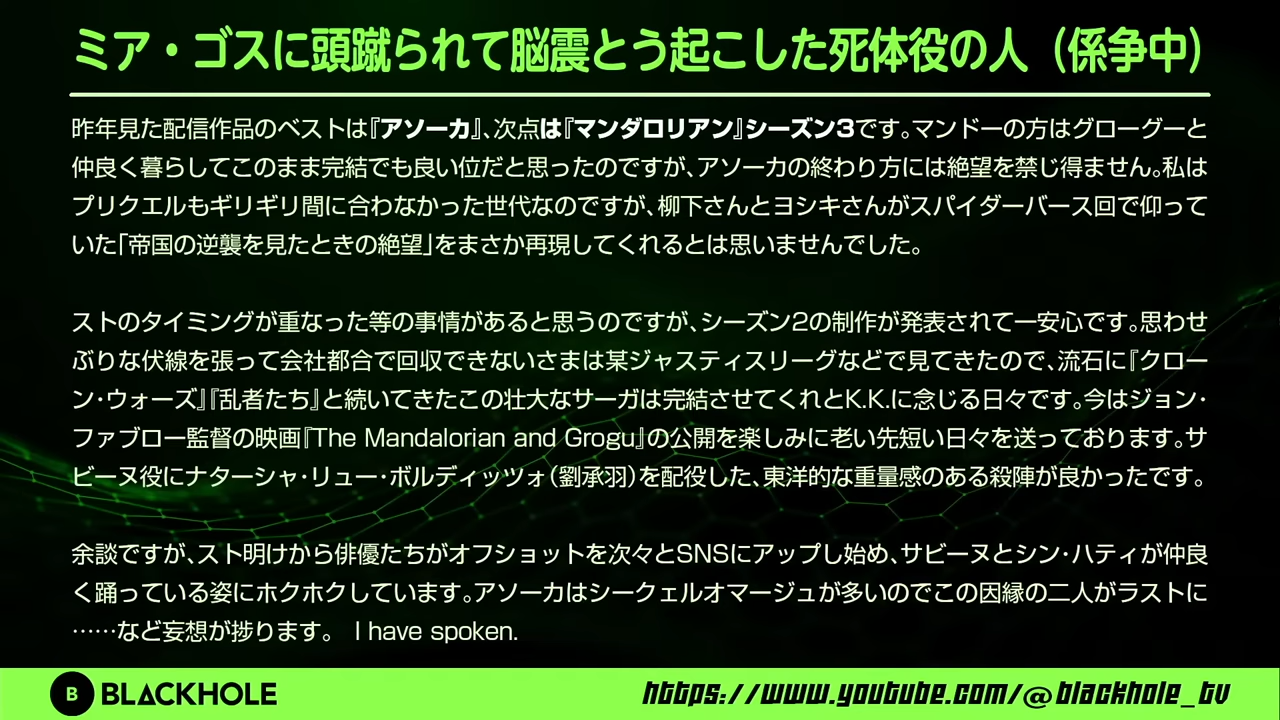 ミア・ゴスに頭蹴られて脳震とう起こした死体役の人（係争中）
昨年見た配信作品のベストは『アソーカ』、次点は『マンダロリアン』シーズン3です。マンドーの方はグローグーと
仲良く暮らしてこのまま完結でも良い位だと思ったのですが、アソーカの終わり方には絶望を禁じ得ません。私は
プリクエルもギリギリ間に合わなかった世代なのですが、柳下さんとヨシキさんがスパイダーバース回で仰って
いた「帝国の逆襲を見たときの絶望」をまさか再現してくれるとは思いませんでした。
ストのタイミングが重なった等の事情があると思うのですが、シーズン2の制作が発表されて一安心です。思わせ
ぶりな伏線を張って会社都合で回収できないさまは某ジャスティスリーグなどで見てきたので、流石に『クロー
ン・ウォーズ』『乱者たち』と続いてきたこの壮大なサーガは完結させてくれとK.K.に念じる日々です。今はジョン・
ファブロー監督の映画『The Mandalorian and Grogu』の公開を楽しみに老い先短い日々を送っております。サ
ビーヌ役にナターシャ・リュー・ボルディッツォ（劉承羽）を配役した、東洋的な重量感のある殺陣が良かったです。
余談ですが、スト明けから俳優たちがオフショットを次々とSNSにアップし始め、サビーヌとシン・ハティが仲良
く踊っている姿にホクホクしています。アソーカはシークェルオマージュが多いのでこの因縁の二人がラストに
……など妄想が捗ります。 I have spoken.
B BLACKHOLE
https://www.youtube.com/@blackhole_tv